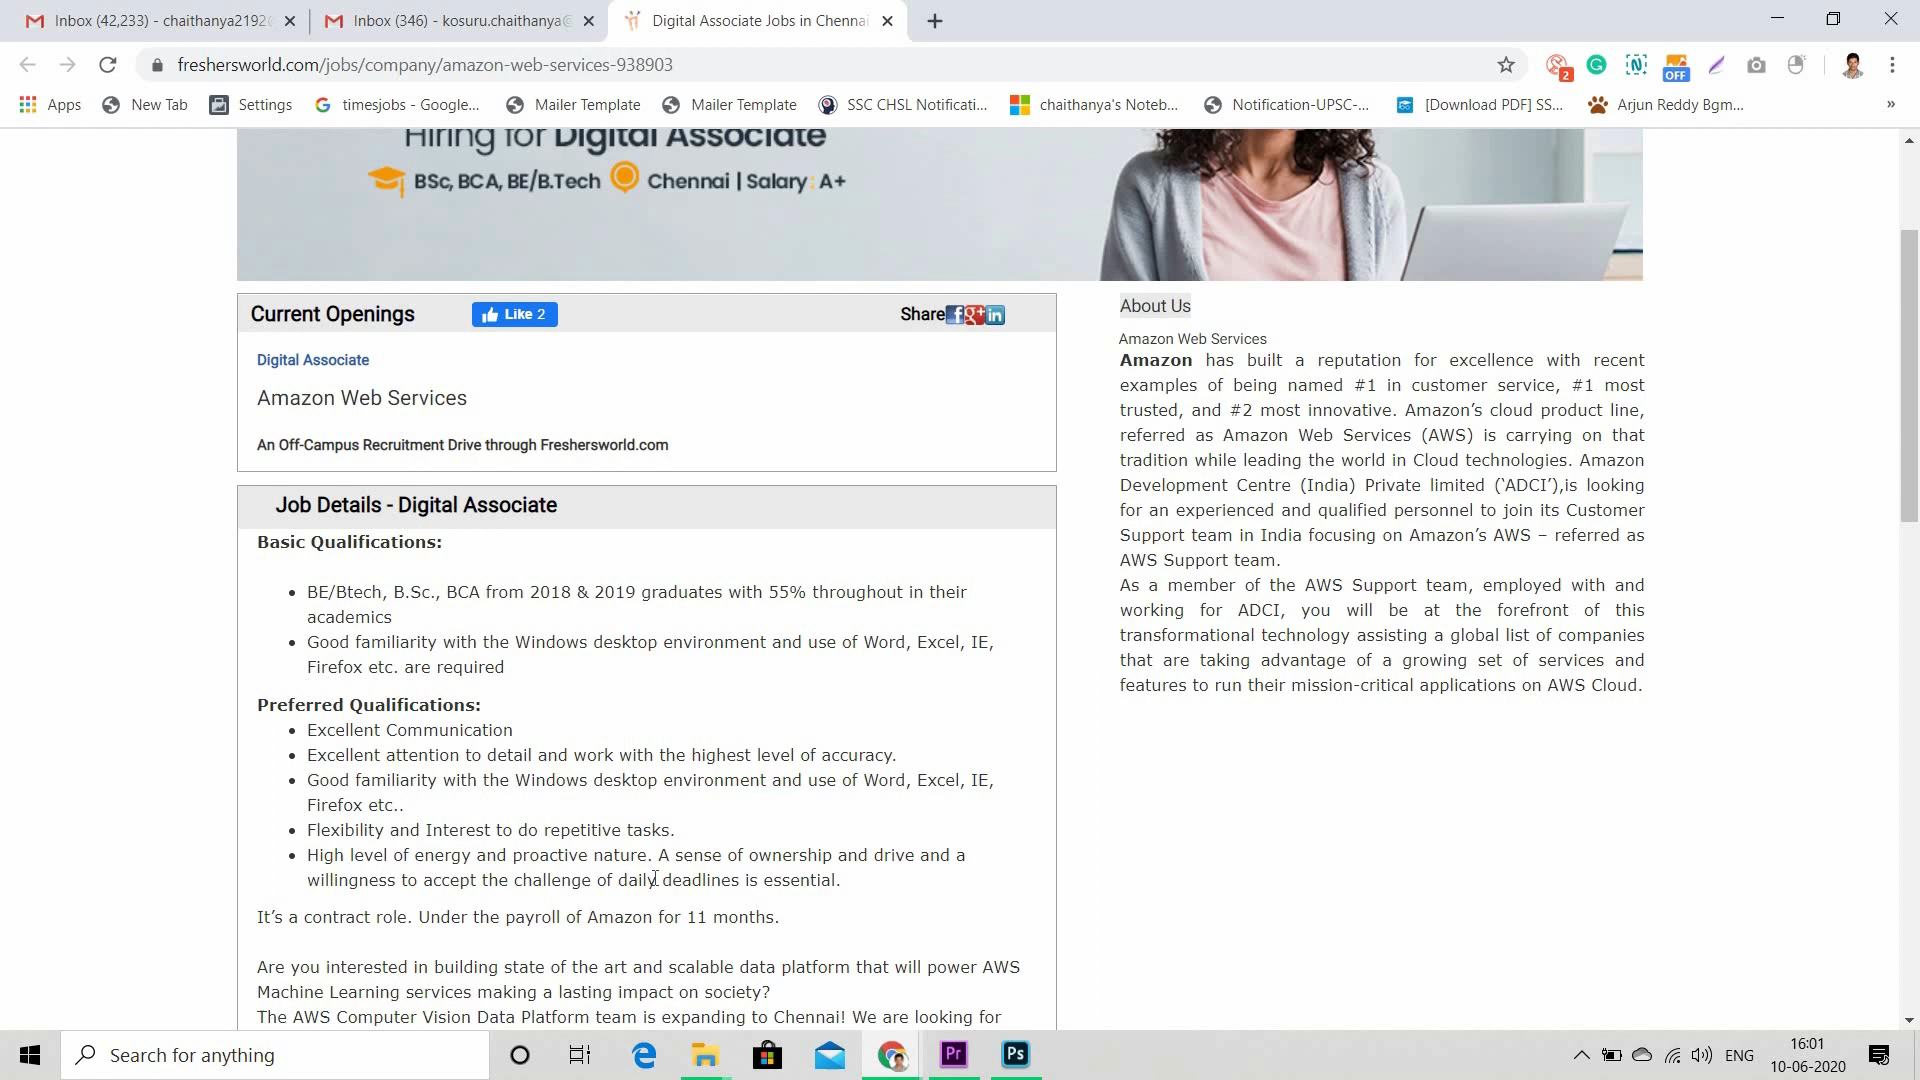 Inbox (42,233) - chaithanya2192
Inbox (346) - kosuru.chaithanya@
Digital Associate Jobs in Chennai
freshersworld.com/jobs/company/amazon-web-services-938903
2
OFF
Apps
New Tab
Settings
timesjobs - Google...
Mailer Template
Mailer Template
SSC CHSL Notificati...
chaithanya's Noteb...
Notification-UPSC-...
[Download PDF] SS...
Arjun Reddy Bgm...
»
Hiring for Digital Associate
BSc, BCA, BE/B.Tech Chennai | Salary : A+
Current Openings
Like 2
Share
Digital Associate
Amazon Web Services
An Off-Campus Recruitment Drive through Freshersworld.com
Job Details - Digital Associate
Basic Qualifications:
• BE/Btech, B.Sc., BCA from 2018 & 2019 graduates with 55% throughout in their
academics
• Good familiarity with the Windows desktop environment and use of Word, Excel, IE,
Firefox etc. are required
Preferred Qualifications:
• Excellent Communication
• Excellent attention to detail and work with the highest level of accuracy.
• Good familiarity with the Windows desktop environment and use of Word, Excel, IE,
Firefox etc..
• Flexibility and Interest to do repetitive tasks.
• High level of energy and proactive nature. A sense of ownership and drive and a
willingness to accept the challenge of daily deadlines is essential.
It’s a contract role. Under the payroll of Amazon for 11 months.
Are you interested in building state of the art and scalable data platform that will power AWS
Machine Learning services making a lasting impact on society?
The AWS Computer Vision Data Platform team is expanding to Chennai! We are looking for
About Us
Amazon Web Services
Amazon has built a reputation for excellence with recent
examples of being named #1 in customer service, #1 most
trusted, and #2 most innovative. Amazon’s cloud product line,
referred as Amazon Web Services (AWS) is carrying on that
tradition while leading the world in Cloud technologies. Amazon
Development Centre (India) Private limited (‘ADCI’),is looking
for an experienced and qualified personnel to join its Customer
Support team in India focusing on Amazon’s AWS – referred as
AWS Support team.
As a member of the AWS Support team, employed with and
working for ADCI, you will be at the forefront of this
transformational technology assisting a global list of companies
that are taking advantage of a growing set of services and
features to run their mission-critical applications on AWS Cloud.
Search for anything
Pr
Ps
ENG
16:01
10-06-2020